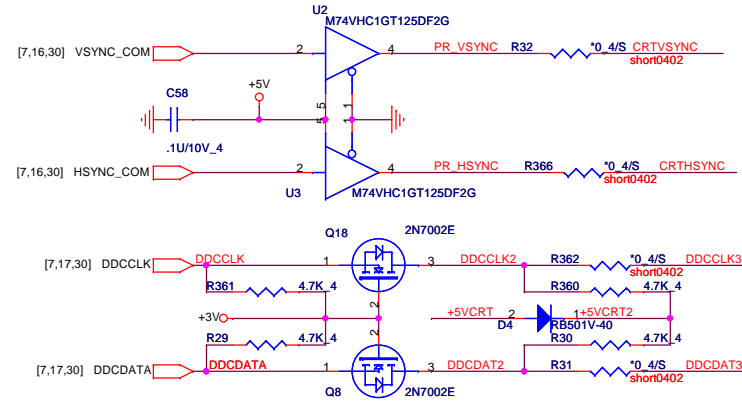 U2
M74VHC1GT125DF2G
[7,16,30] VSYNC_COM 2 4 PR_VSYNC R32 *0_4/S CRTVSYNC
short0402
+5V
C58
5 1
5 1
.1U/10V_4
[7,16,30] HSYNC_COM 2 4 PR_HSYNC R366 *0_4/S CRTHSYNC
short0402
U3 M74VHC1GT125DF2G
Q18 2N7002E
[7,17,30] DDCCLK DDCCLK 1 3 DDCCLK2 R362 *0_4/S DDCCLK3
short0402
R361 4.7K_4 R360 4.7K_4
2
+3V +5VCRT 2 1 +5VCRT2
D4 RB501V-40
2
R29 4.7K_4 R30 4.7K_4
[7,17,30] DDCDATA DDCDATA 1 3 DDCDAT2 R31 *0_4/S DDCDAT3
short0402
Q8 2N7002E